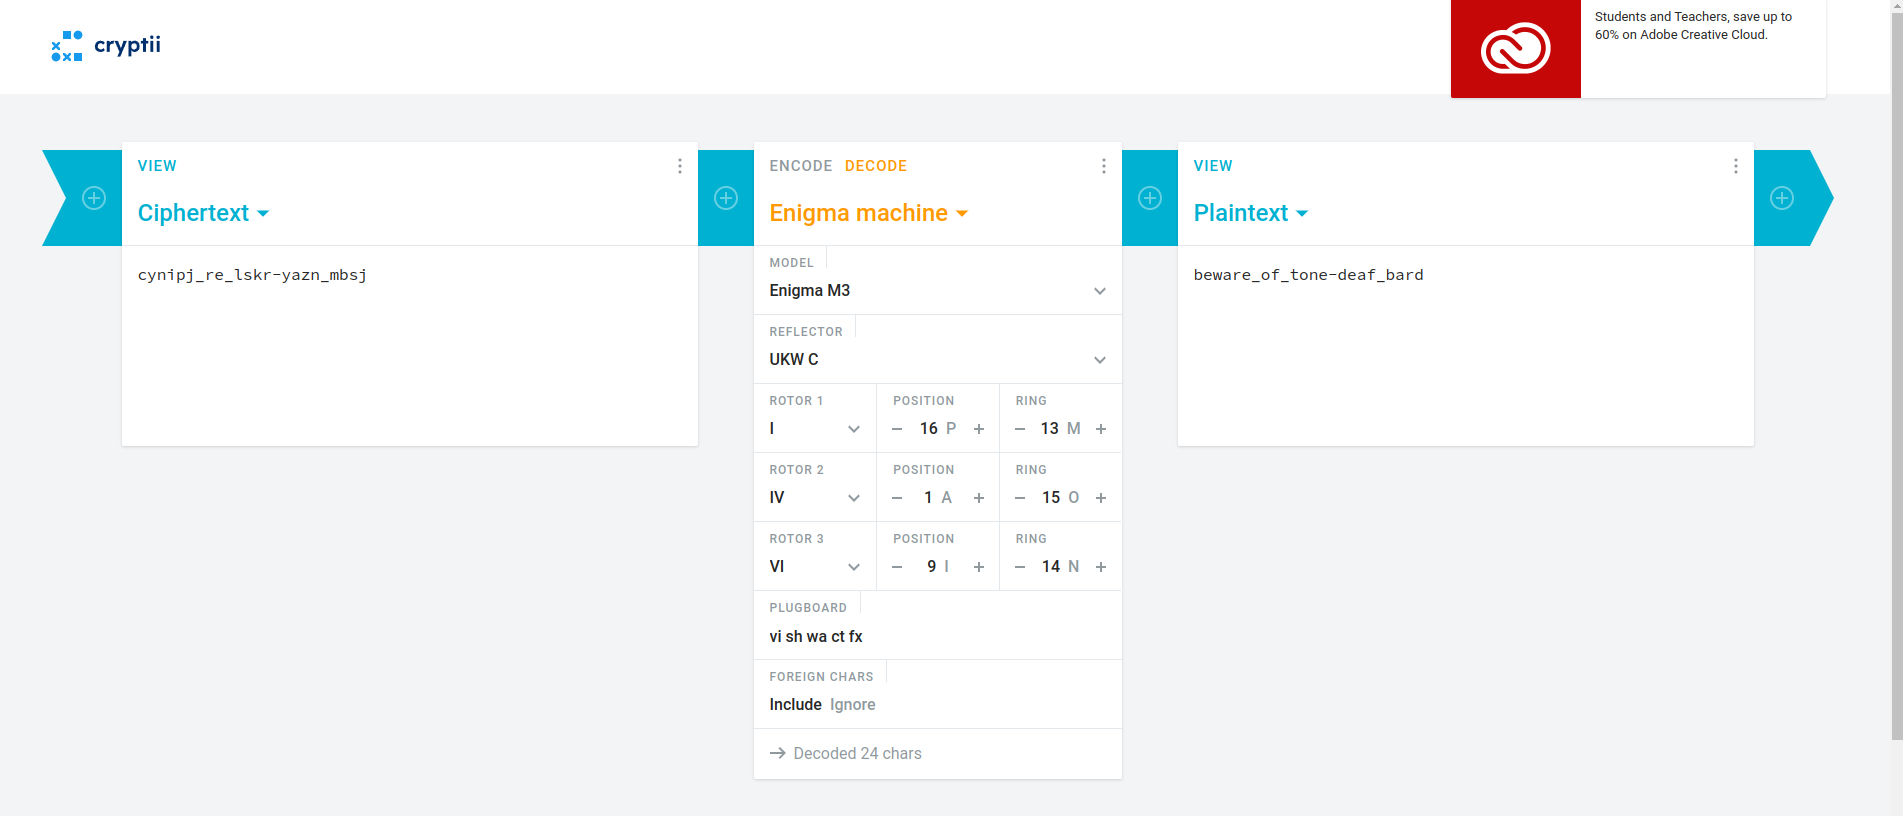 cryptii
Students and Teachers, save up to
60% on Adobe Creative Cloud.
VIEW
Ciphertext
cynipj_re_lskr-yazn_mbsj
ENCODE DECODE
Enigma machine
MODEL
Enigma M3
REFLECTOR
UKW C
ROTOR 1 POSITION RING
I 16 P 13 M
ROTOR 2 POSITION RING
IV 1 A 15 O
ROTOR 3 POSITION RING
VI 9 I 14 N
PLUGBOARD
vi sh wa ct fx
FOREIGN CHARS
Include Ignore
Decoded 24 chars
VIEW
Plaintext
beware_of_tone-deaf_bard